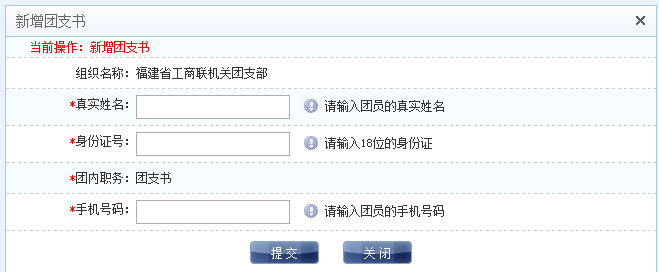 新增团支书
当前操作：新增团支书
组织名称：福建省工商联机关团支部
*真实姓名： 请输入团员的真实姓名
*身份证号： 请输入18位的身份证
*团内职务：团支书
*手机号码： 请输入团员的手机号码
提 交 关 闭